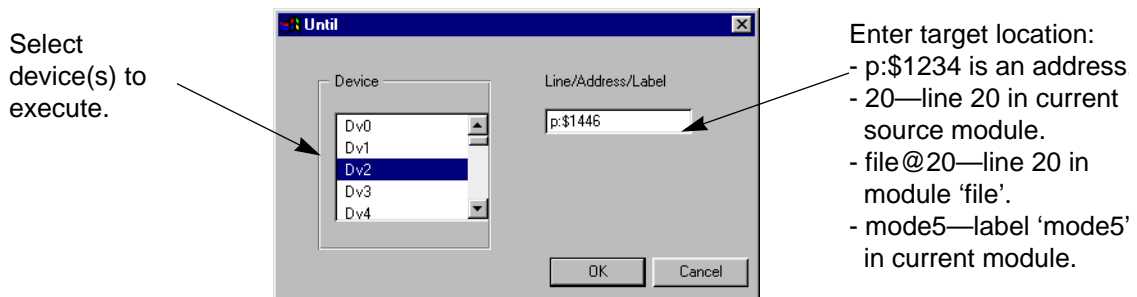 Select
device(s) to
execute.
Until
Device
Dv0
Dv1
Dv2
Dv3
Dv4
Line/Address/Label
p:$1446
OK
Cancel
Enter target location:
- p:$1234 is an address.
- 20—line 20 in current
source module.
- file@20—line 20 in
module ‘file’.
- mode5—label ‘mode5’
in current module.